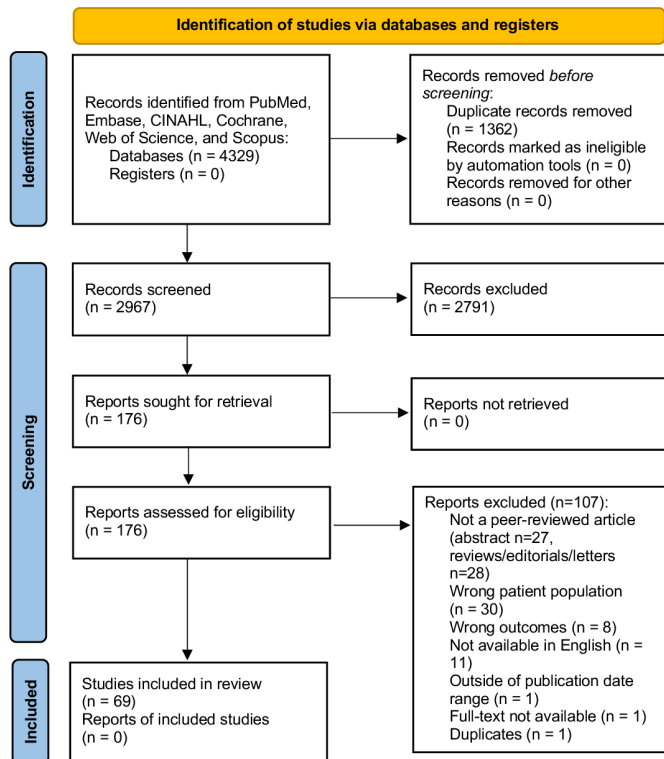 Identification of studies via databases and registers
Identification
Records identified from PubMed,
Embase, CINAHL, Cochrane,
Web of Science, and Scopus:
Databases (n = 4329)
Registers (n = 0)
Records removed before
screening:
Duplicate records removed
(n = 1362)
Records marked as ineligible
by automation tools (n = 0)
Records removed for other
reasons (n = 0)
Screening
Records screened
(n = 2967)
Records excluded
(n = 2791)
Reports sought for retrieval
(n = 176)
Reports not retrieved
(n = 0)
Reports assessed for eligibility
(n = 176)
Reports excluded (n=107):
Not a peer-reviewed article
(abstract n=27,
reviews/editorials/letters
n=28)
Wrong patient population
(n = 30)
Wrong outcomes (n = 8)
Not available in English (n =
11)
Outside of publication date
range (n = 1)
Full-text not available (n = 1)
Duplicates (n = 1)
Included
Studies included in review
(n = 69)
Reports of included studies
(n = 0)